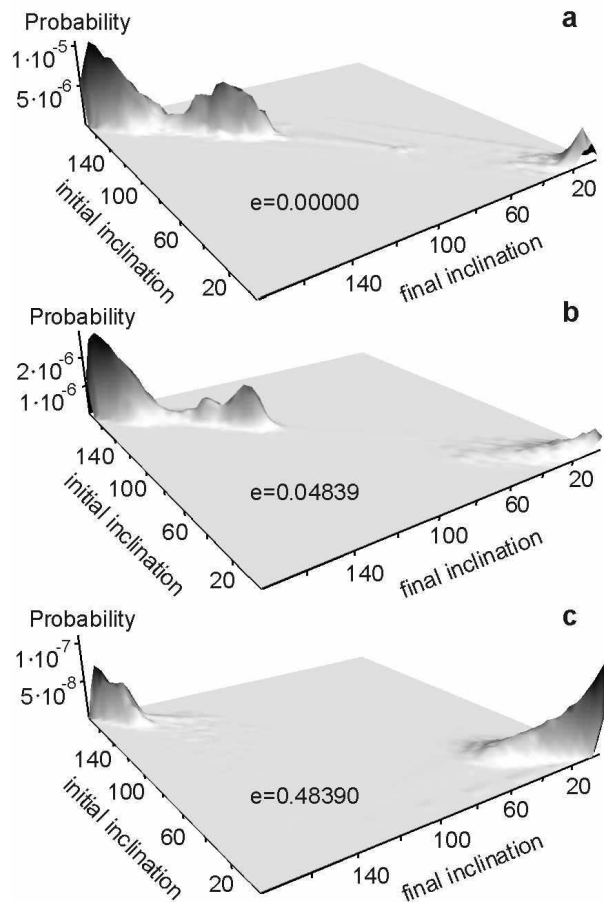 Probability
a
1·10⁻⁵
5·10⁻⁶
140
100
60
20
initial inclination
e=0.00000
140
100
60
20
final inclination
Probability
b
2·10⁻⁶
1·10⁻⁶
140
100
60
20
initial inclination
e=0.04839
140
100
60
20
final inclination
Probability
c
1·10⁻⁷
5·10⁻⁸
140
100
60
20
initial inclination
e=0.48390
140
100
60
20
final inclination